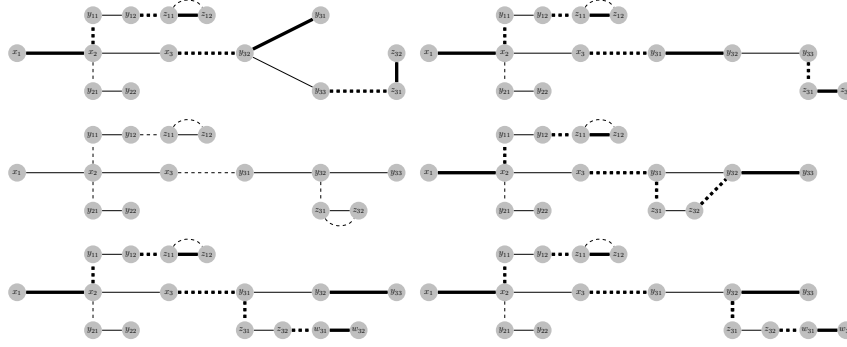 y₁₁ y₁₂ z₁₁ z₁₂ y₃₁ y₁₁ y₁₂ z₁₁ z₁₂
x₁ x₂ x₃ y₃₂ z₃₂ x₁ x₂ x₃ y₃₁ y₃₂ y₃₃
y₂₁ y₂₂ y₃₃ z₃₁ y₂₁ y₂₂ z₃₁
y₁₁ y₁₂ z₁₁ z₁₂ y₁₁ y₁₂ z₁₁ z₁₂
x₁ x₂ x₃ y₃₁ y₃₂ y₃₃ x₁ x₂ x₃ y₃₁ y₃₂ y₃₃
y₂₁ y₂₂ z₃₁ z₃₂ y₂₁ y₂₂ z₃₁ z₃₂
y₁₁ y₁₂ z₁₁ z₁₂ y₁₁ y₁₂ z₁₁ z₁₂
x₁ x₂ x₃ y₃₁ y₃₂ y₃₃ x₁ x₂ x₃ y₃₁ y₃₂ y₃₃
y₂₁ y₂₂ z₃₁ z₃₂ w₃₁ w₃₂ y₂₁ y₂₂ z₃₁ z₃₂ w₃₁